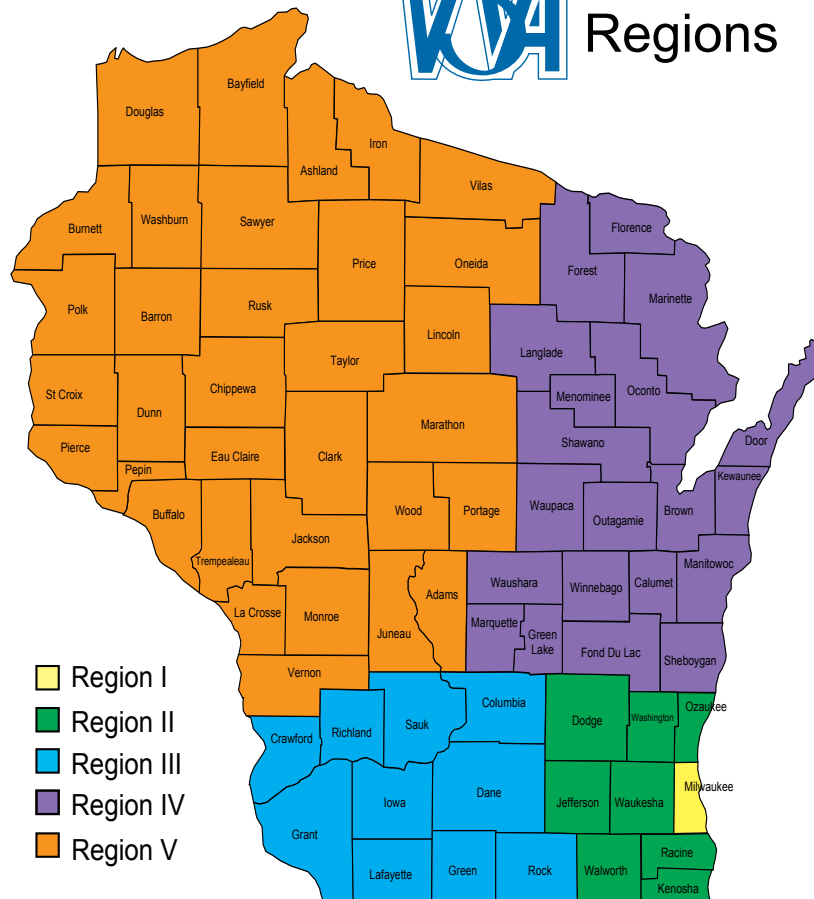 WVOA
Regions
Bayfield
Douglas
Iron
Ashland
Vilas
Washburn
Sawyer
Burnett
Florence
Price
Oneida
Forest
Marinette
Rusk
Polk
Barron
Lincoln
Langlade
Taylor
Chippewa
Oconto
St Croix
Menominee
Dunn
Marathon
Door
Shawano
Pierce
Eau Claire
Clark
Pepin
Kewaunee
Waupaca
Wood
Portage
Brown
Buffalo
Outagamie
Jackson
Trempealeau
Manitowoc
Waushara
Winnebago
Calumet
Adams
La Crosse
Monroe
Marquette
Juneau
Green
Lake
Fond Du Lac
Sheboygan
Vernon
Region I
Columbia
Ozaukee
Region II
Dodge
Washington
Sauk
Richland
Crawford
Region III
Milwaukee
Dane
Iowa
Jefferson
Waukesha
Region IV
Grant
Region V
Racine
Lafayette
Green
Rock
Walworth
Kenosha